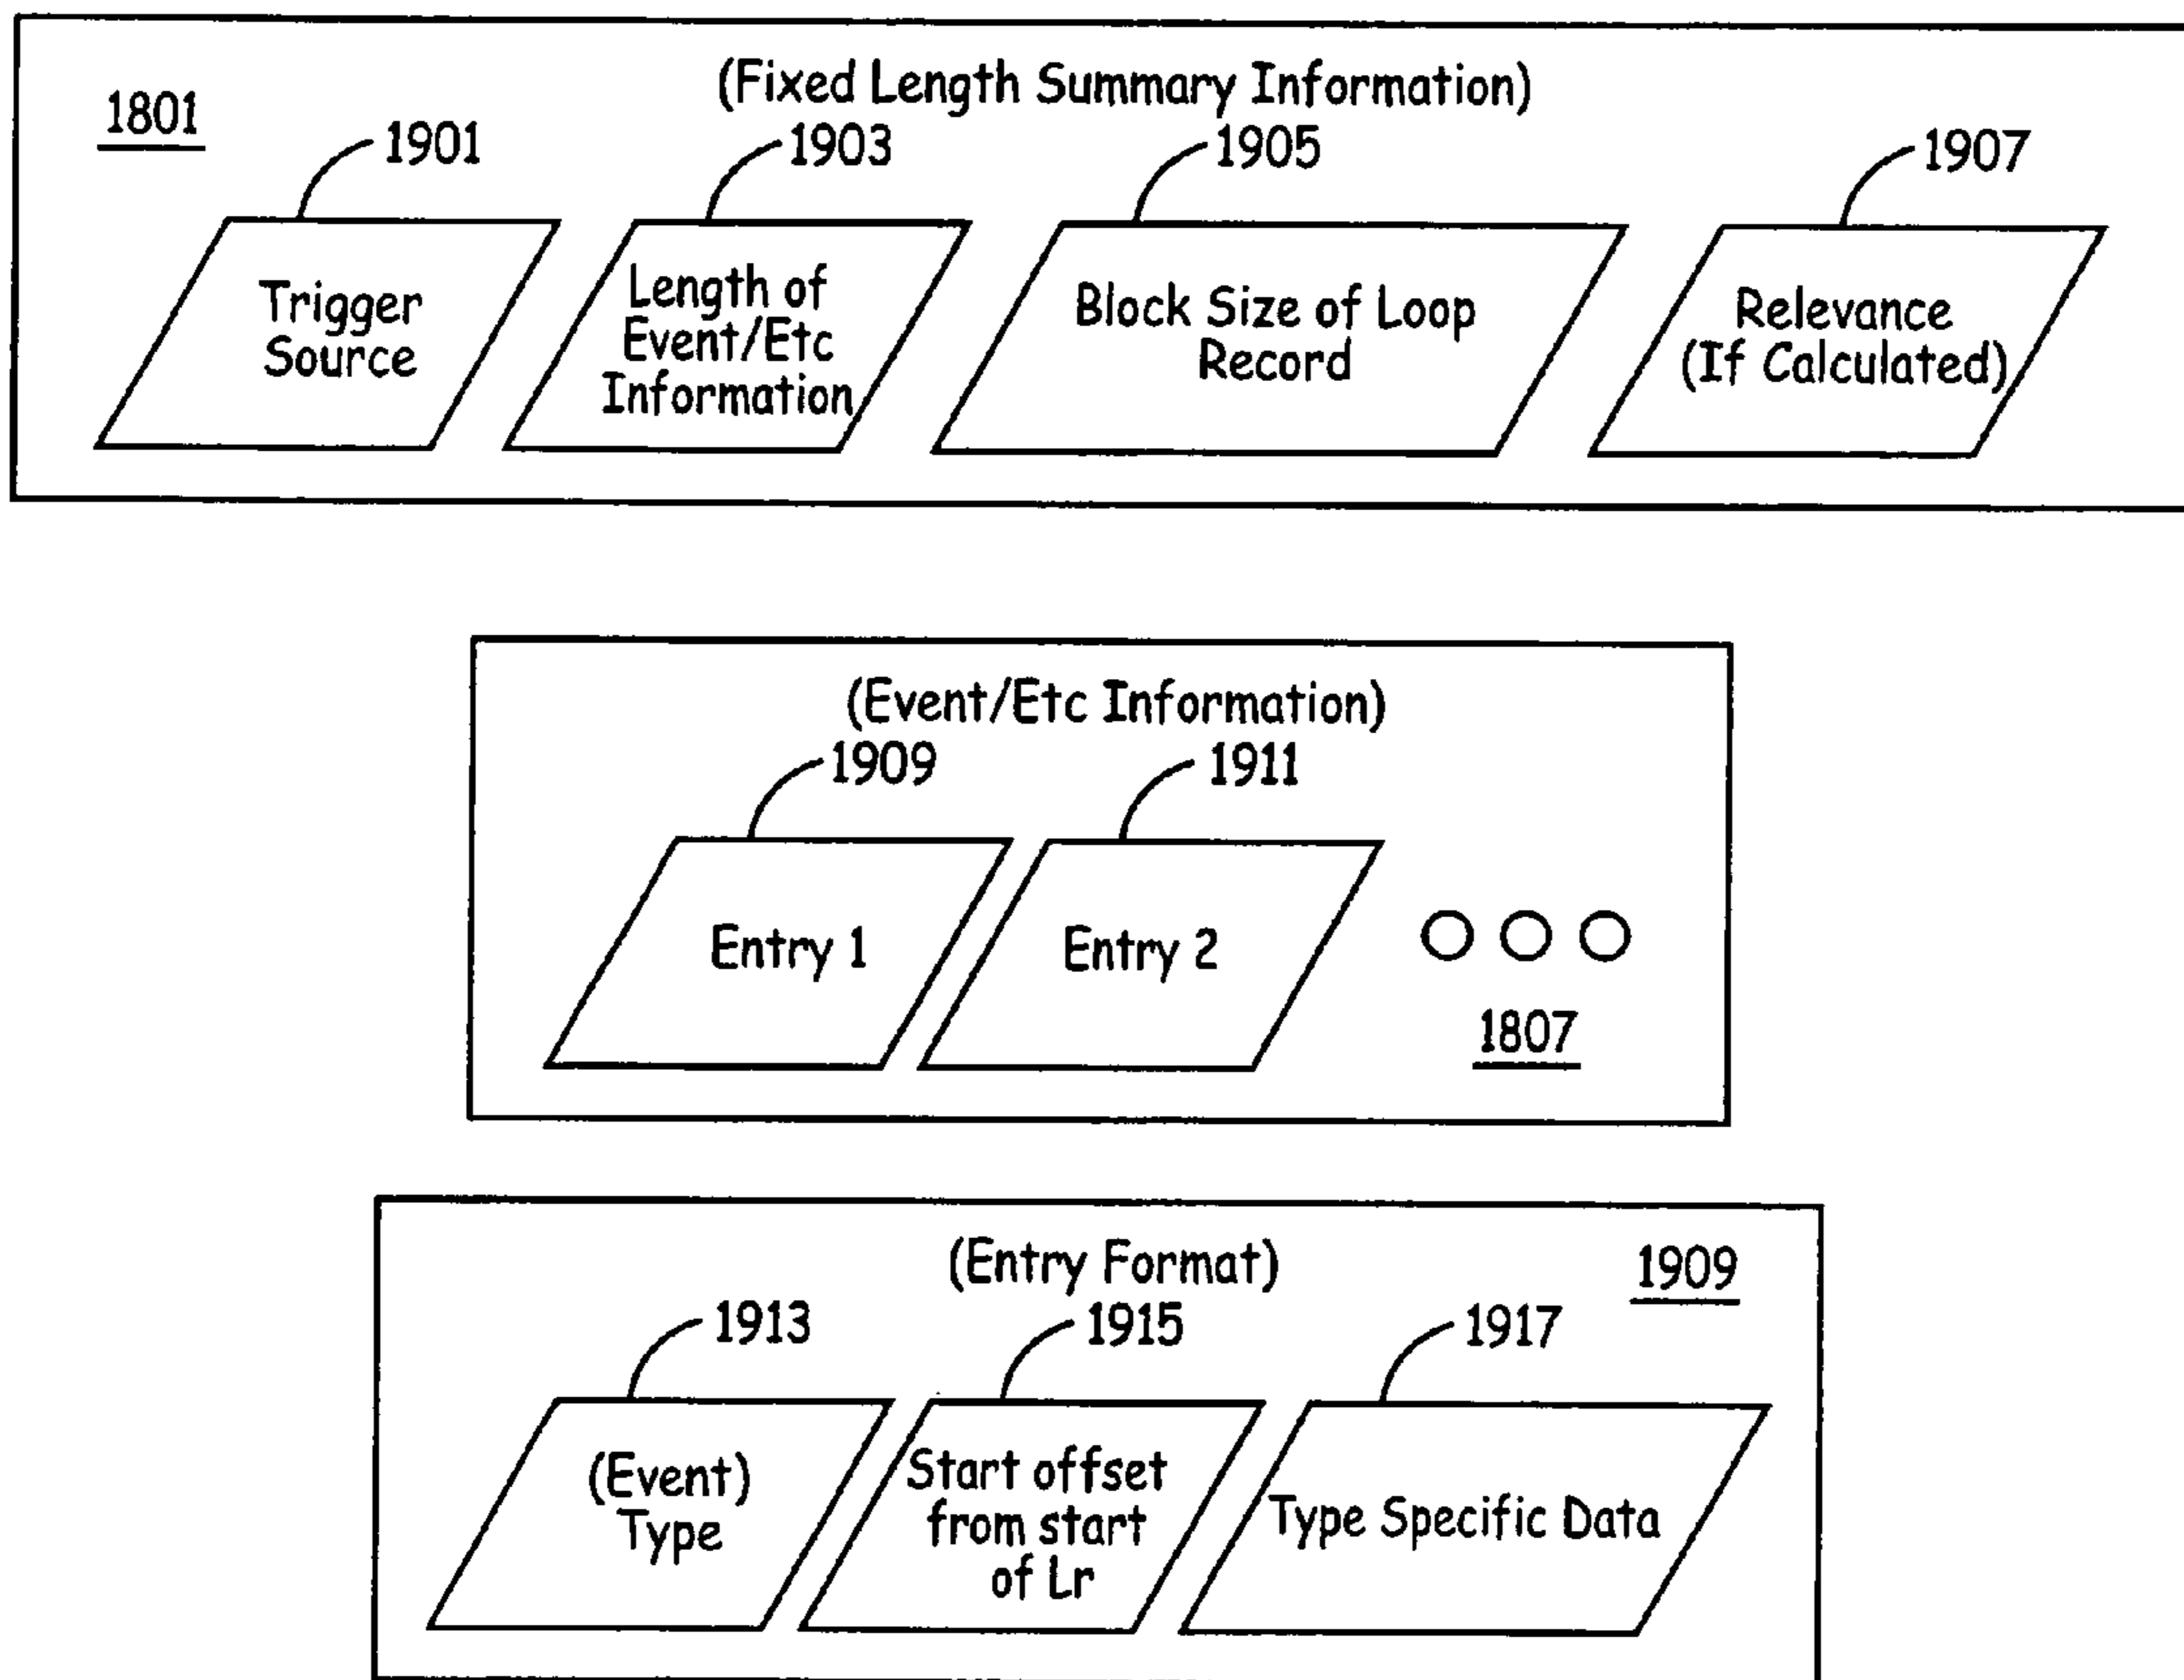 (Fixed Length Summary Information)
1801
1901
1903
1905
1907
Trigger
Source
Length of
Event/Etc
Information
Block Size of Loop
Record
Relevance
(If Calculated)
(Event/Etc Information)
1909
1911
Entry 1
Entry 2
1807
(Entry Format)
1909
1913
1915
1917
(Event)
Type
Start offset
from start
of Lr
Type Specific Data